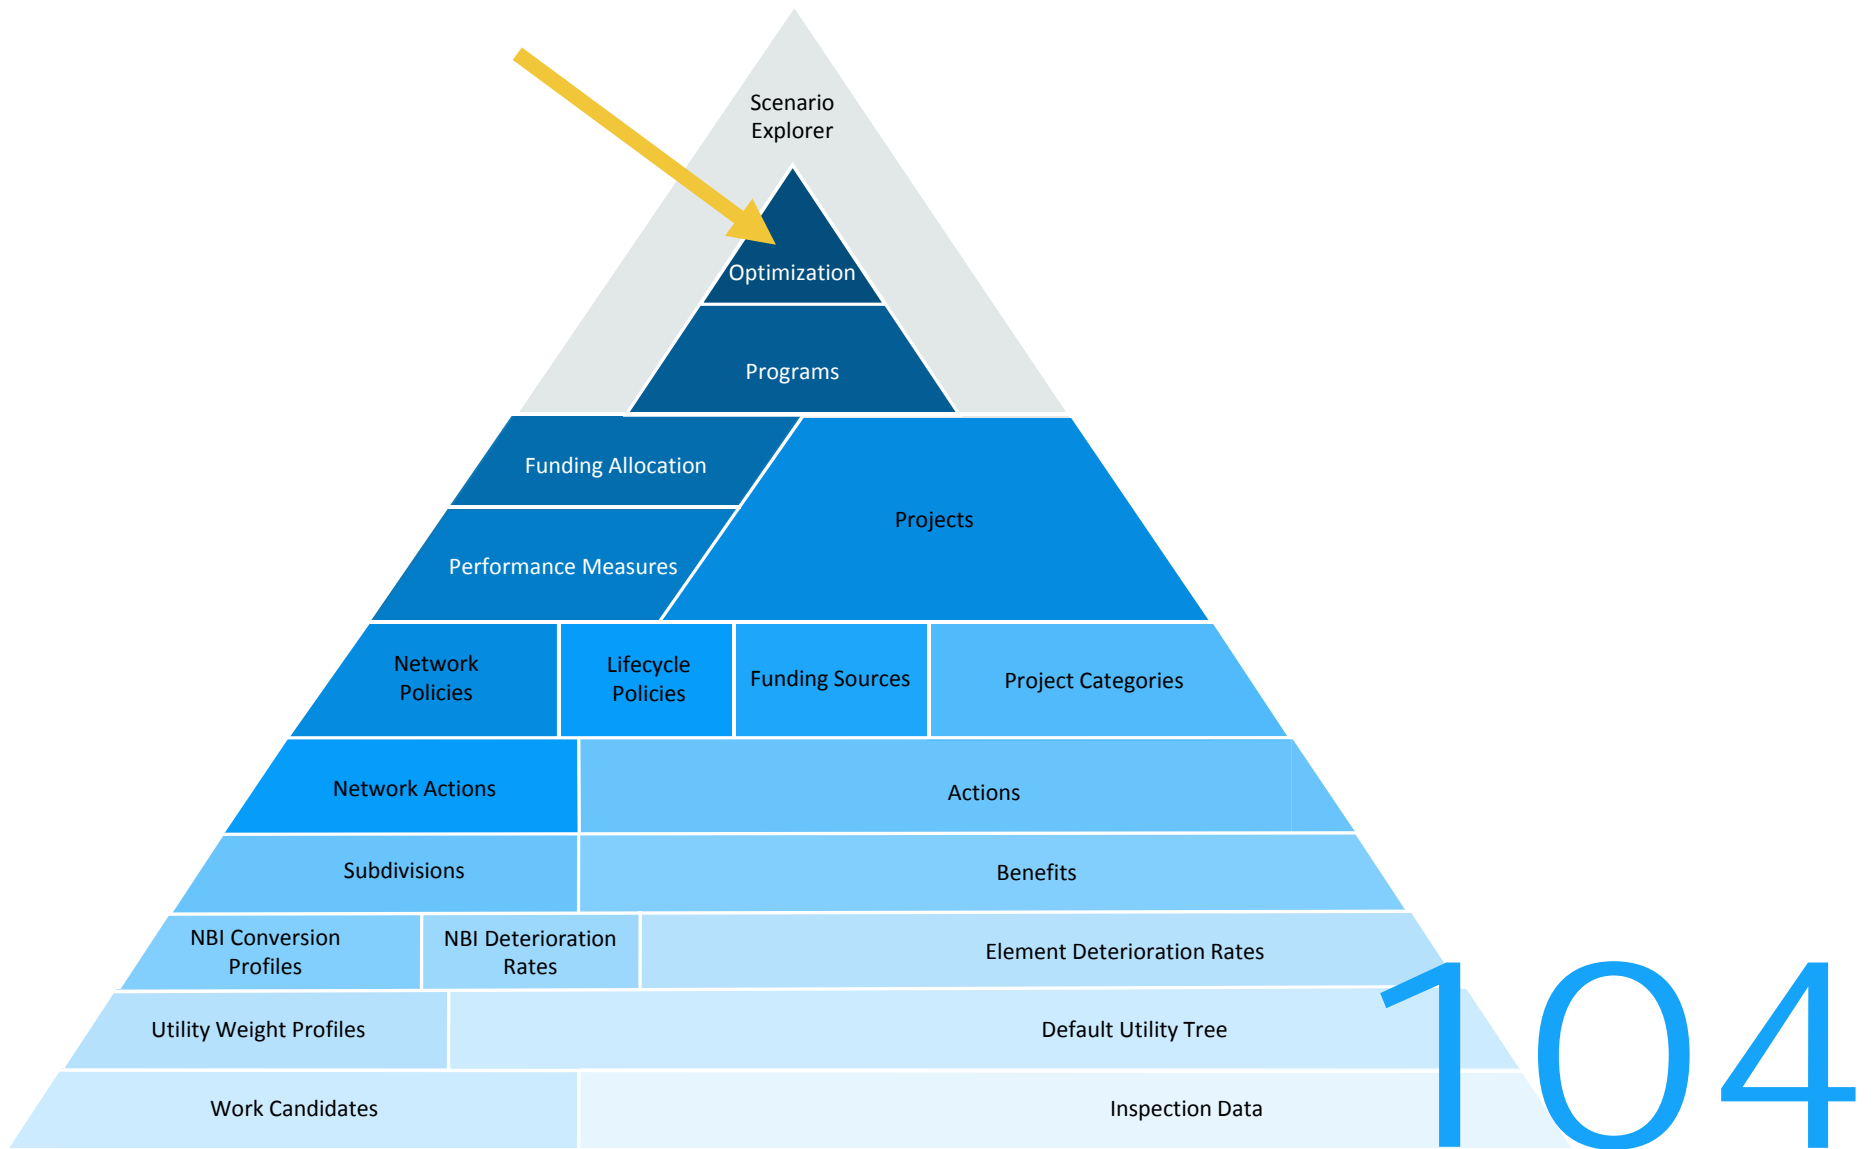 Scenario
Explorer
Optimization
Programs
Funding Allocation
Projects
Performance Measures
Network
Policies
Lifecycle
Policies
Funding Sources
Project Categories
Network Actions
Actions
Subdivisions
Benefits
NBI Conversion
Profiles
NBI Deterioration
Rates
Element Deterioration Rates
Utility Weight Profiles
Default Utility Tree
Work Candidates
Inspection Data
104